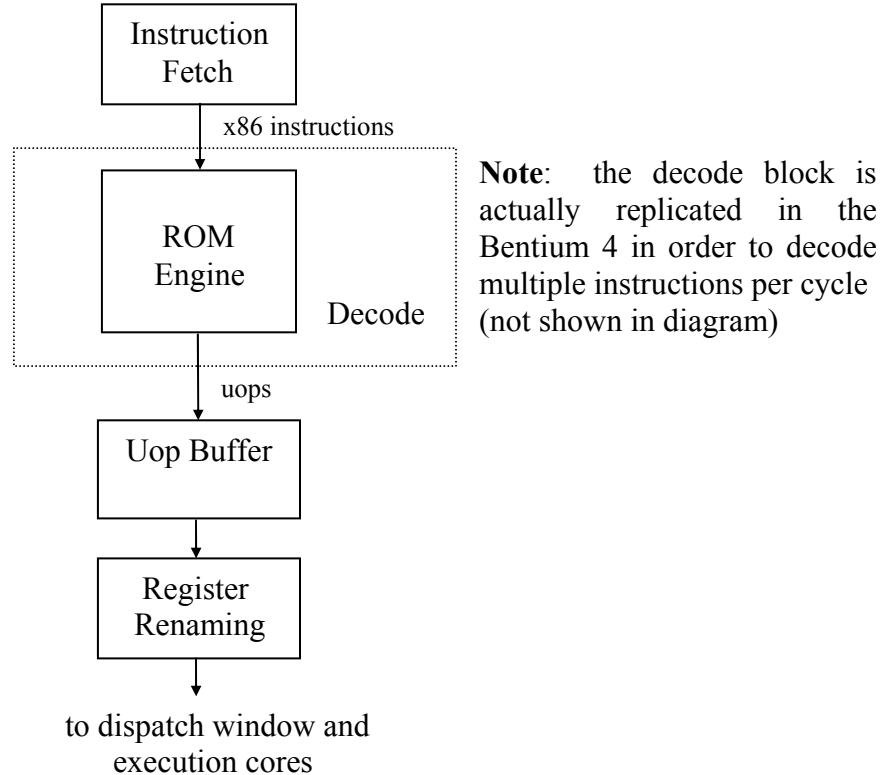 Instruction
Fetch
x86 instructions
ROM
Engine
Decode
uops
Uop Buffer
Register
Renaming
to dispatch window and
execution cores
Note: the decode block is
actually replicated in the
Bentium 4 in order to decode
multiple instructions per cycle
(not shown in diagram)